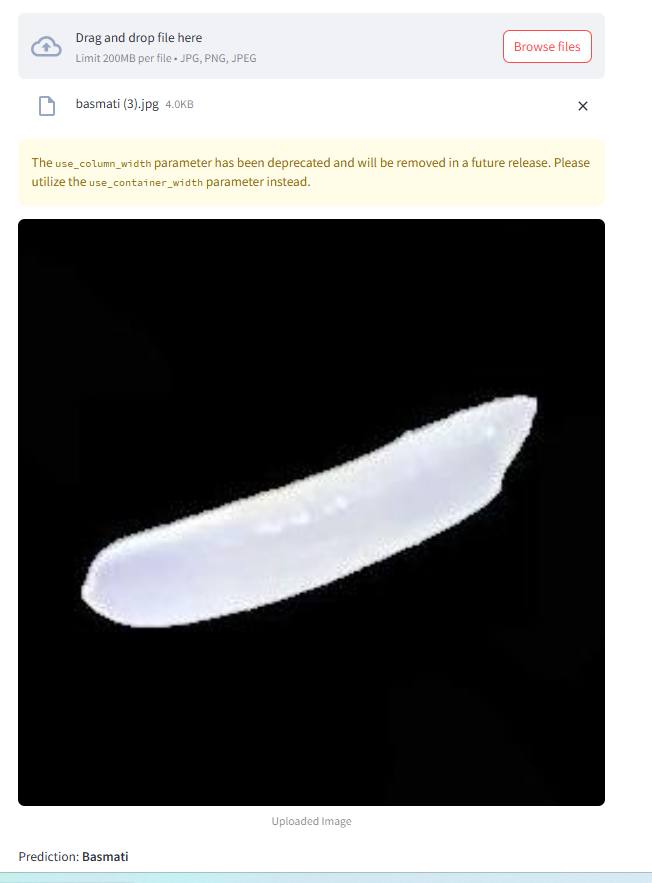 Drag and drop file here
Limit 200MB per file • JPG, PNG, JPEG
Browse files
basmati (3).jpg 4.0KB
The use_column_width parameter has been deprecated and will be removed in a future release. Please
utilize the use_container_width parameter instead.
Uploaded Image
Prediction: Basmati